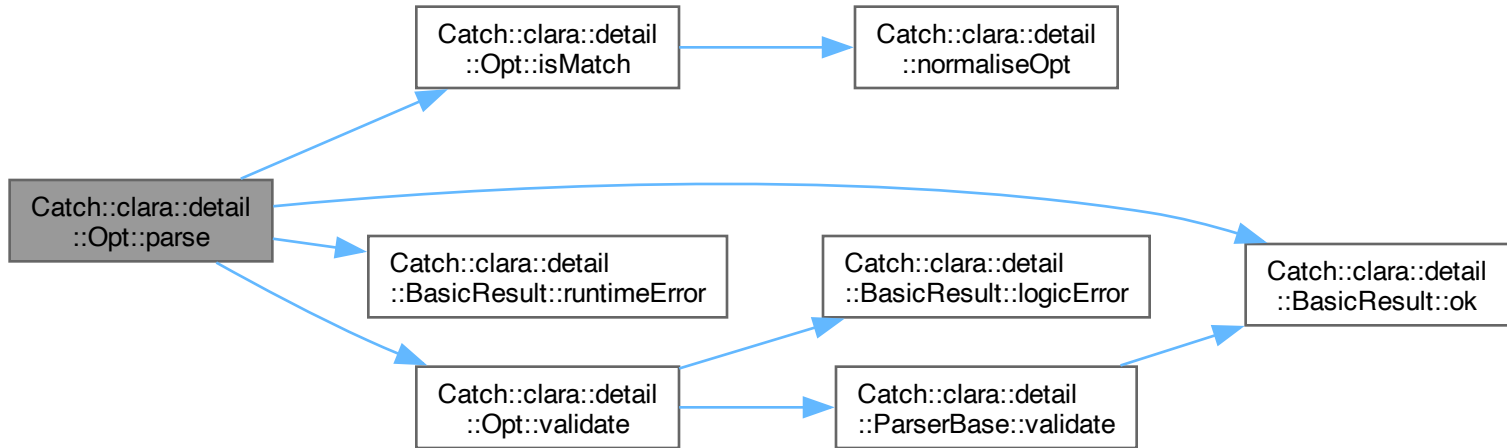 Catch::clara::detail
::Opt::parse
Catch::clara::detail
::Opt::isMatch
Catch::clara::detail
::normaliseOpt
Catch::clara::detail
::BasicResult::runtimeError
Catch::clara::detail
::Opt::validate
Catch::clara::detail
::BasicResult::logicError
Catch::clara::detail
::ParserBase::validate
Catch::clara::detail
::BasicResult::ok